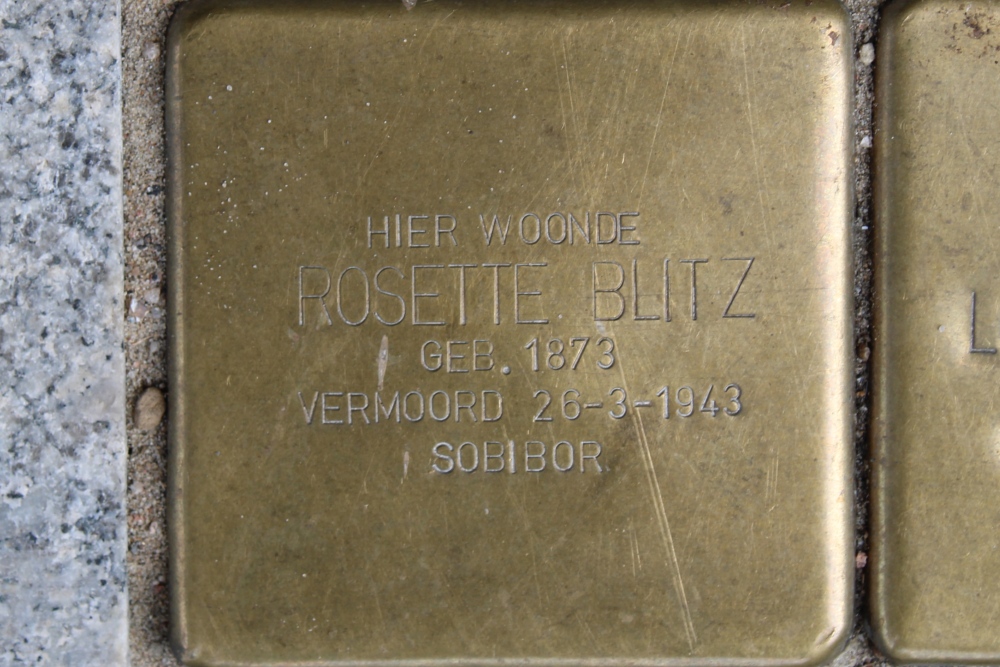 HIER WOONDE
ROSETTE BLITZ
GEB. 1873
VERMOORD 26-3-1943
SOBIBOR
L